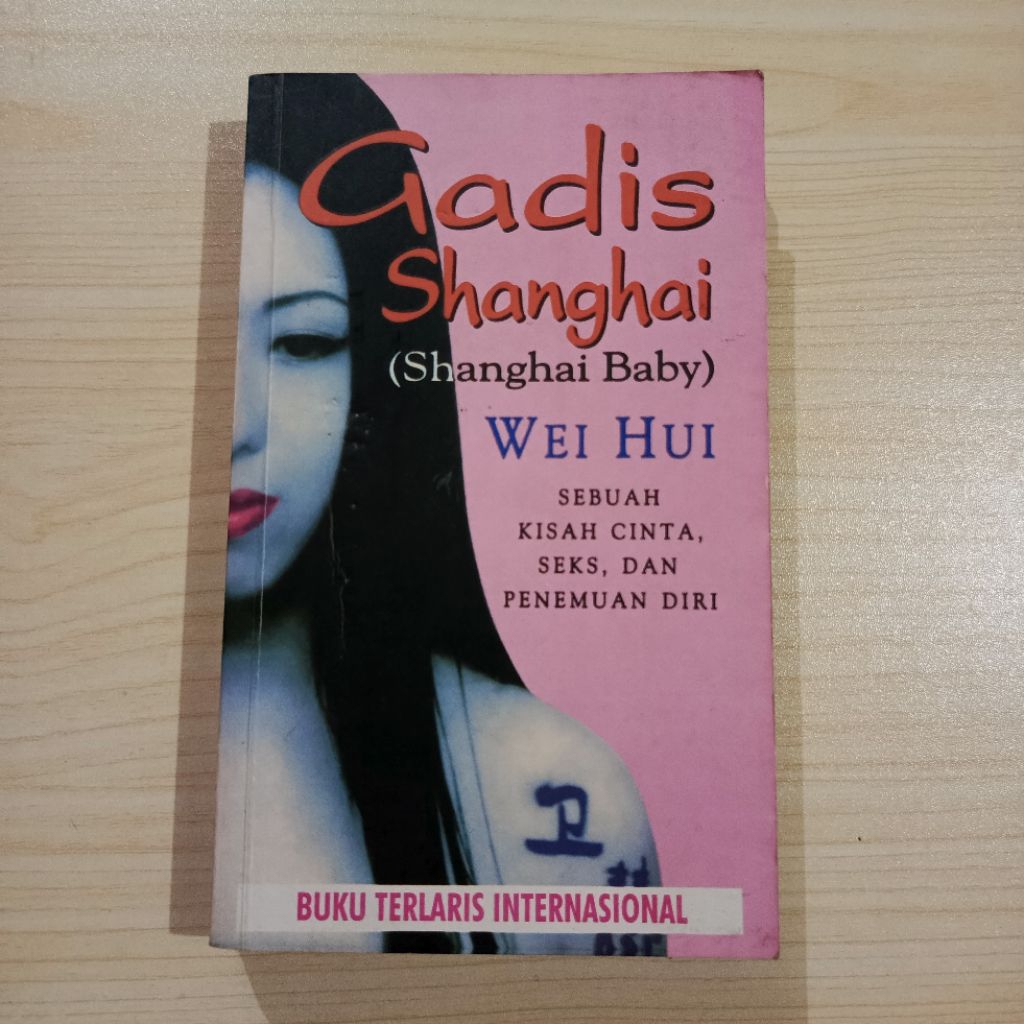 Gadis
Shanghai
(Shanghai Baby)
WEI HUI
SEBUAH
KISAH CINTA,
SEKS, DAN
PENEMUAN DIRI
卫
BUKU TERLARIS INTERNASIONAL